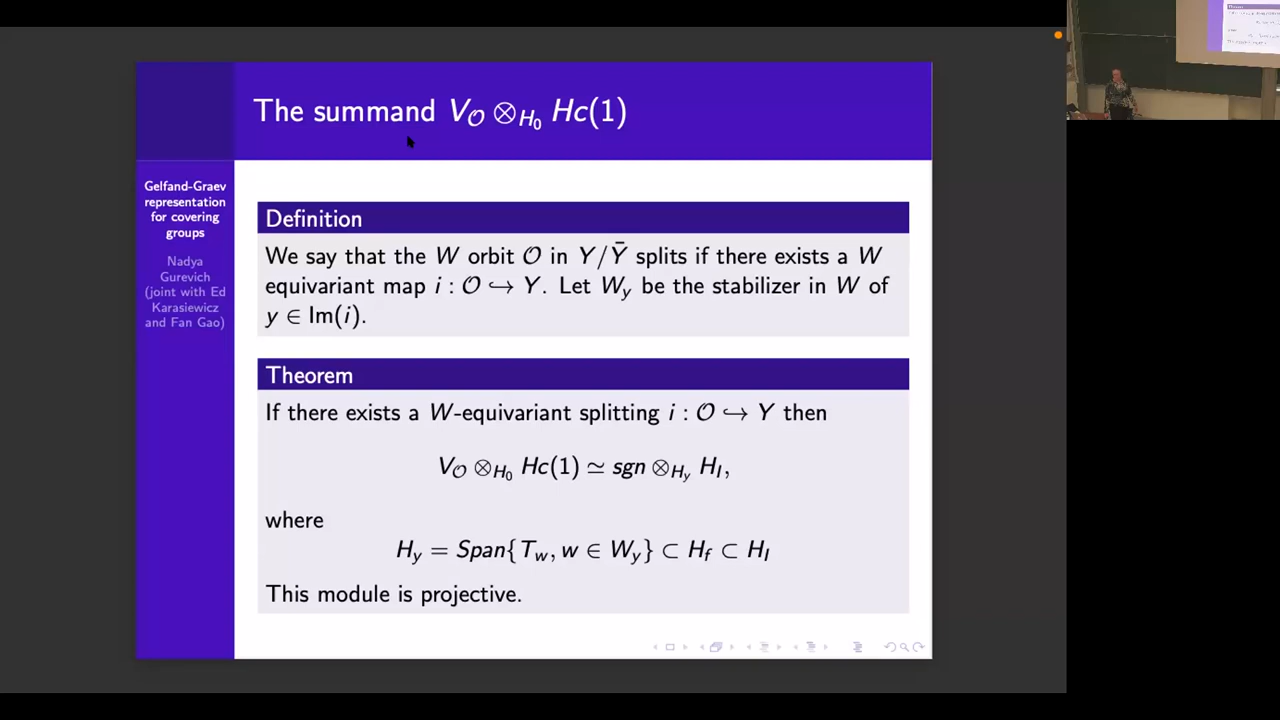 The summand V_𝒪 ⊗_{H_0} Hc(1)
Gelfand-Graev
representation
for covering
groups
Nadya
Gurevich
(joint with Ed
Karasiewicz
and Fan Gao)
Definition
We say that the W orbit 𝒪 in Y/Ȳ splits if there exists a W
equivariant map i : 𝒪 ↪ Y. Let W_y be the stabilizer in W of
y ∈ Im(i).
Theorem
If there exists a W-equivariant splitting i : 𝒪 ↪ Y then
V_𝒪 ⊗_{H_0} Hc(1) ≃ sgn ⊗_{H_y} H_I,
where
H_y = Span{T_w, w ∈ W_y} ⊂ H_f ⊂ H_I
This module is projective.